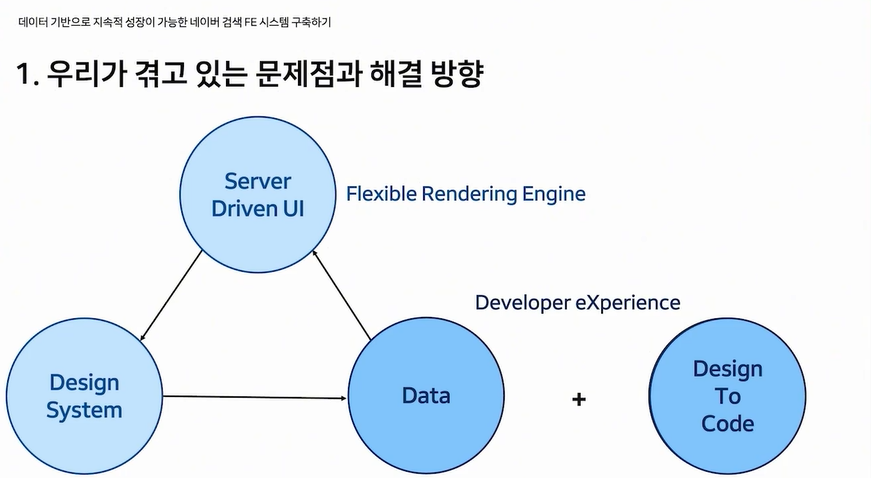 데이터 기반으로 지속적 성장이 가능한 네이버 검색 FE 시스템 구축하기
1. 우리가 겪고 있는 문제점과 해결 방향
Server
Driven UI
Flexible Rendering Engine
Developer eXperience
Design
System
Data
+
Design
To
Code